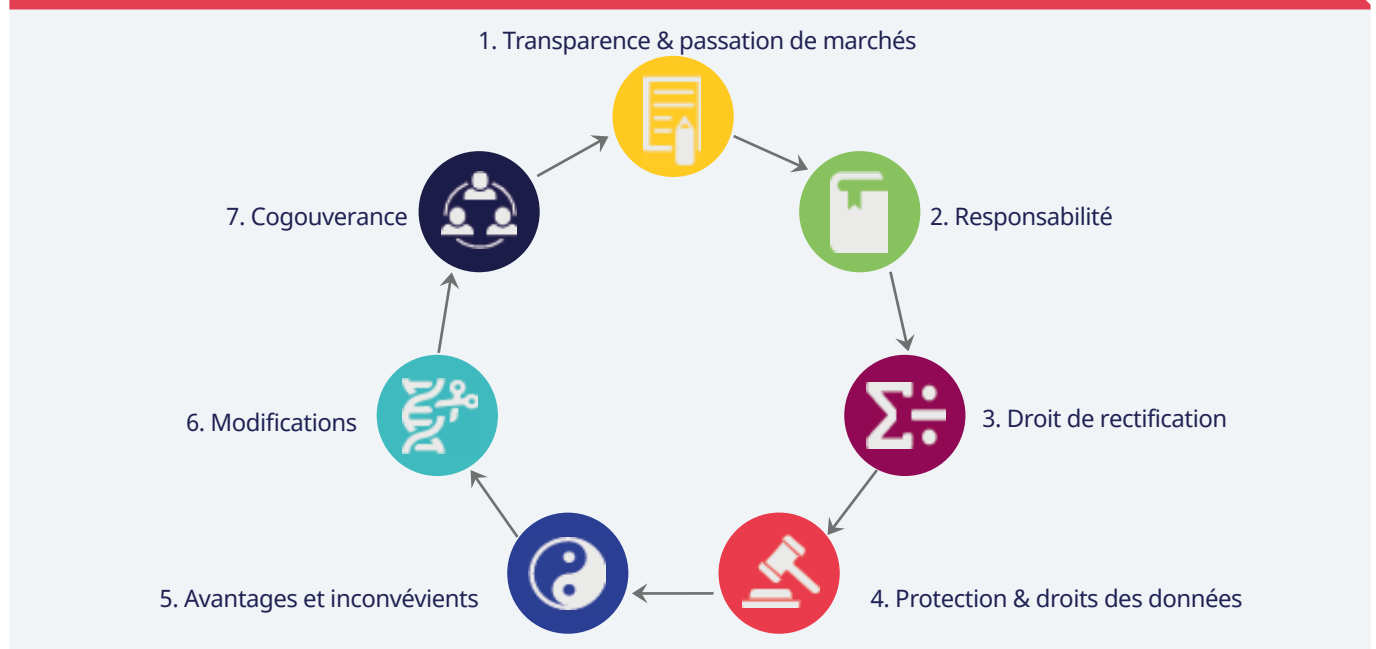 1. Transparence & passation de marchés
2. Responsabilité
3. Droit de rectification
4. Protection & droits des données
5. Avantages et inconvévients
6. Modifications
7. Cogouverance